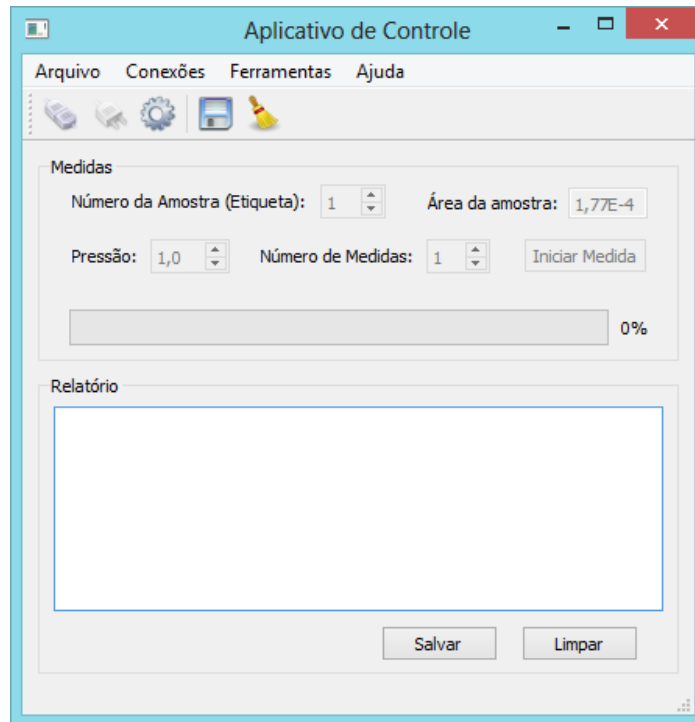 Aplicativo de Controle
Arquivo Conexões Ferramentas Ajuda
Medidas
Número da Amostra (Etiqueta): 1 Área da amostra: 1,77E-4
Pressão: 1,0 Número de Medidas: 1 Iniciar Medida
0%
Relatório
Salvar Limpar